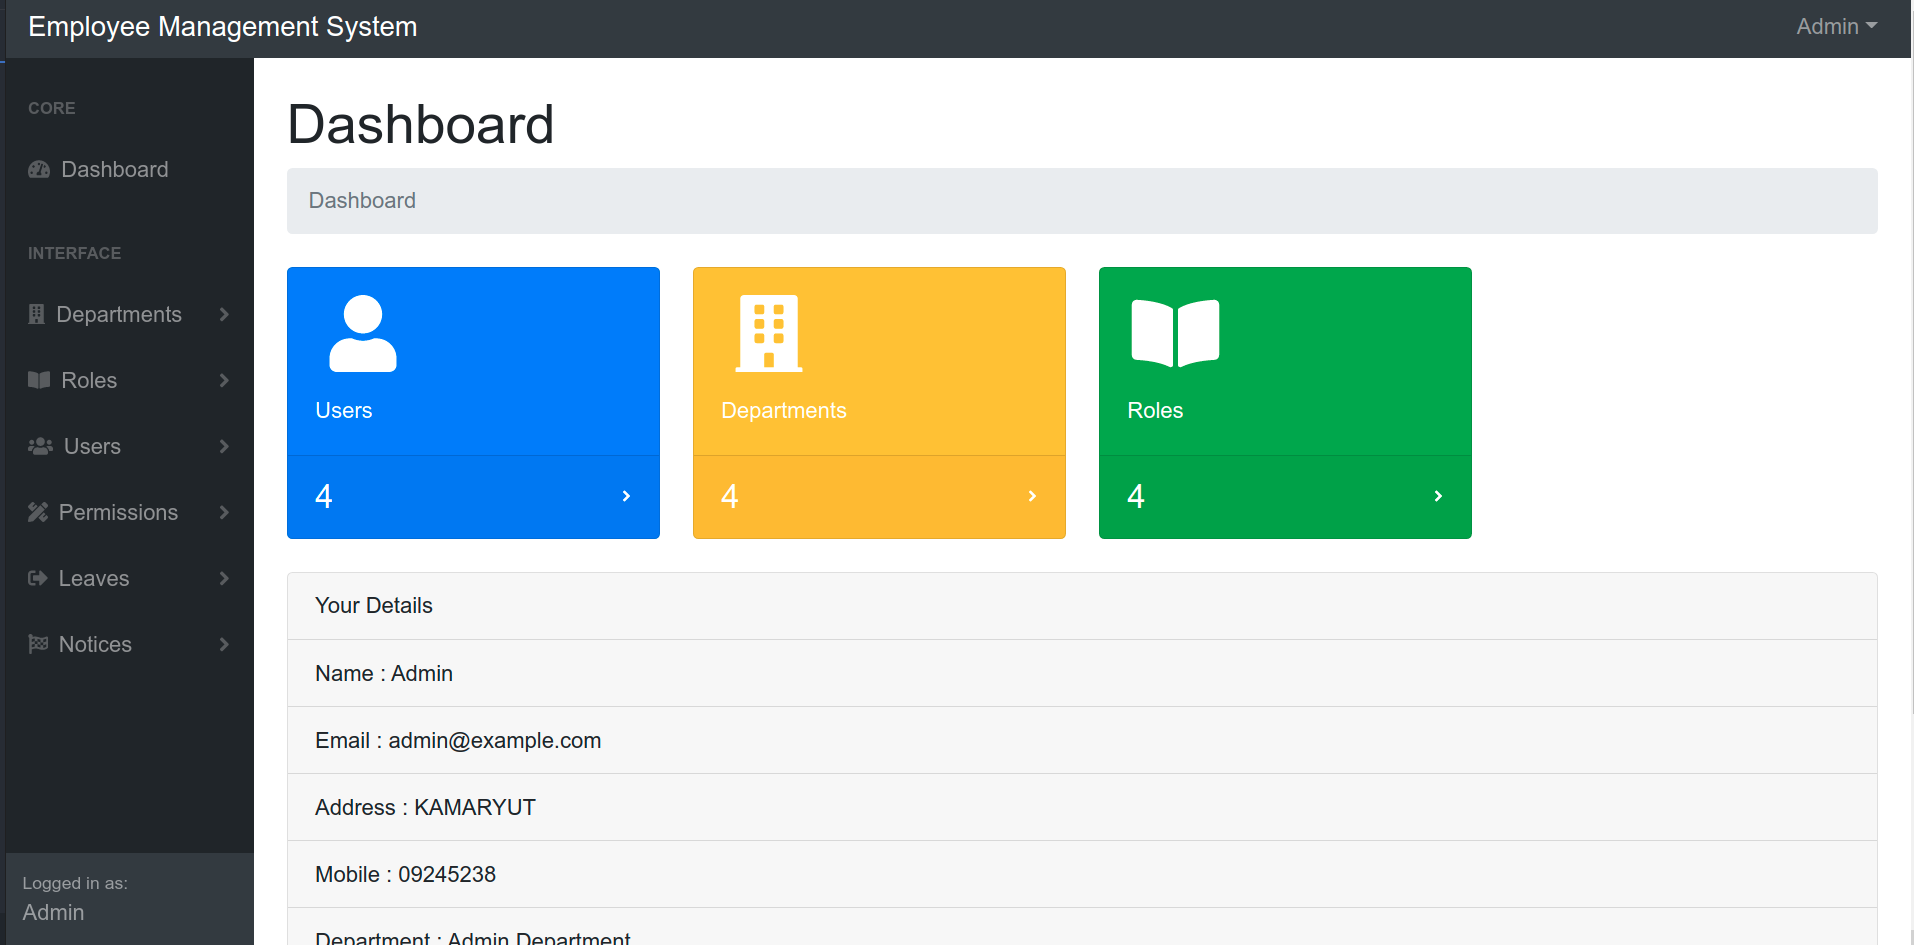 Employee Management System
Admin
CORE
Dashboard
INTERFACE
Departments
Roles
Users
Permissions
Leaves
Notices
Logged in as:
Admin
Dashboard
Dashboard
Users
4
Departments
4
Roles
4
Your Details
Name : Admin
Email : admin@example.com
Address : KAMARYUT
Mobile : 09245238
Department : Admin Department